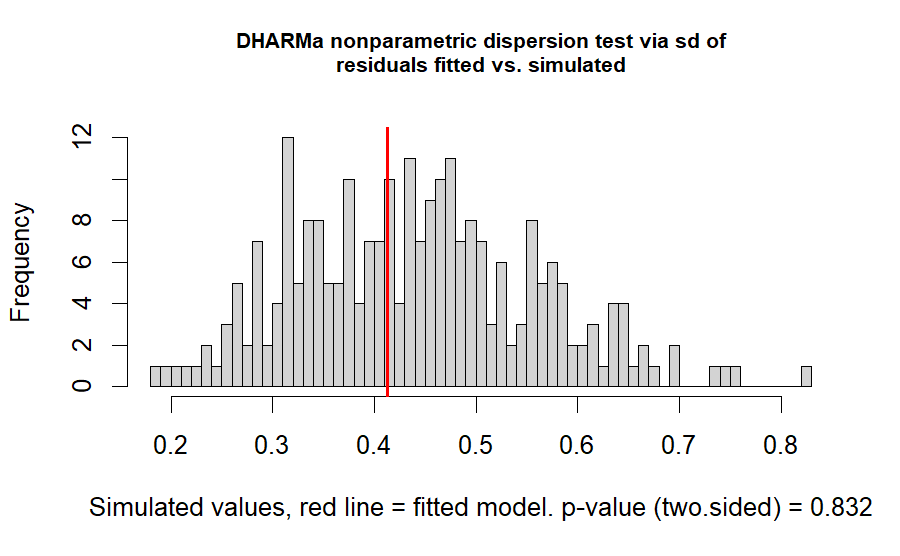 DHARMa nonparametric dispersion test via sd of
residuals fitted vs. simulated
Frequency
12
8
6
4
2
0
0.2 0.3 0.4 0.5 0.6 0.7 0.8
Simulated values, red line = fitted model. p-value (two.sided) = 0.832